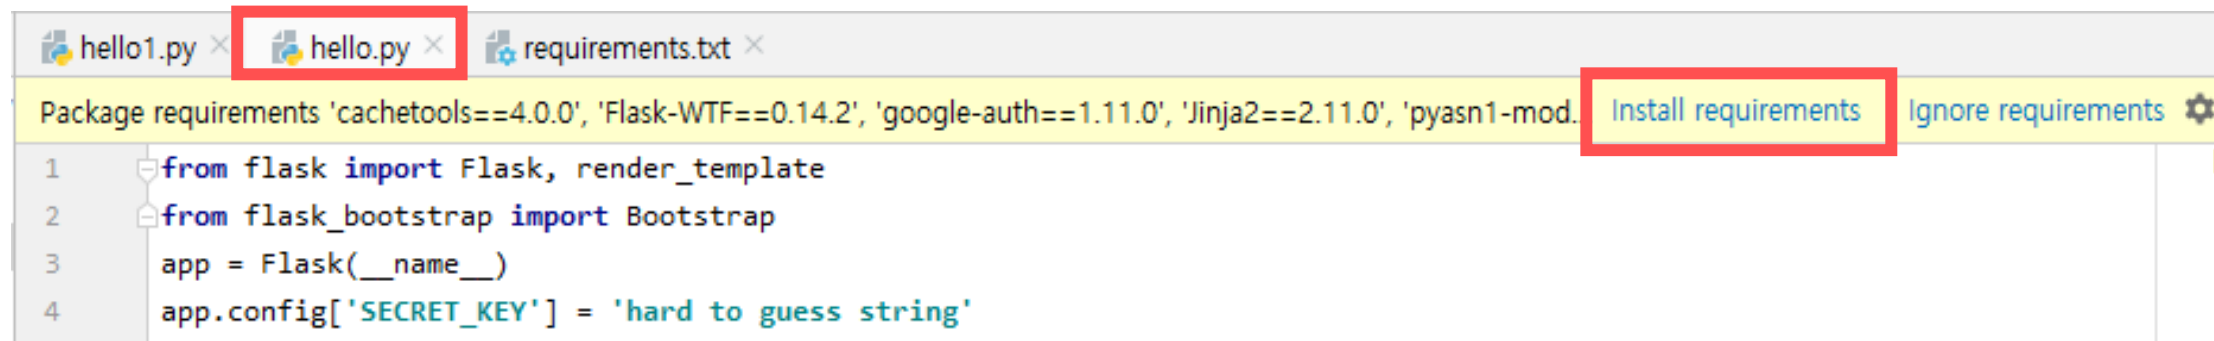 hello1.py hello.py requirements.txt
Package requirements 'cachetools==4.0.0', 'Flask-WTF==0.14.2', 'google-auth==1.11.0', 'Jinja2==2.11.0', 'pyasn1-mod.. Install requirements Ignore requirements
1 from flask import Flask, render_template
2 from flask_bootstrap import Bootstrap
3 app = Flask(__name__)
4 app.config['SECRET_KEY'] = 'hard to guess string'